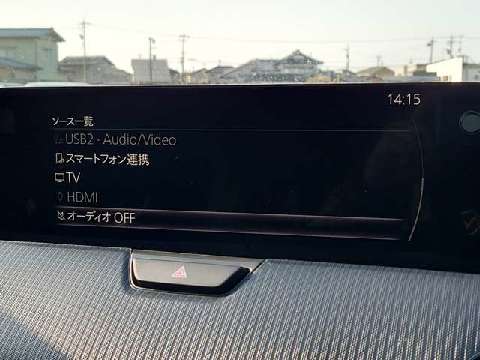 14:15
ソース一覧
USB2 - Audio/Video
スマートフォン連携
TV
HDMI
オーディオ OFF